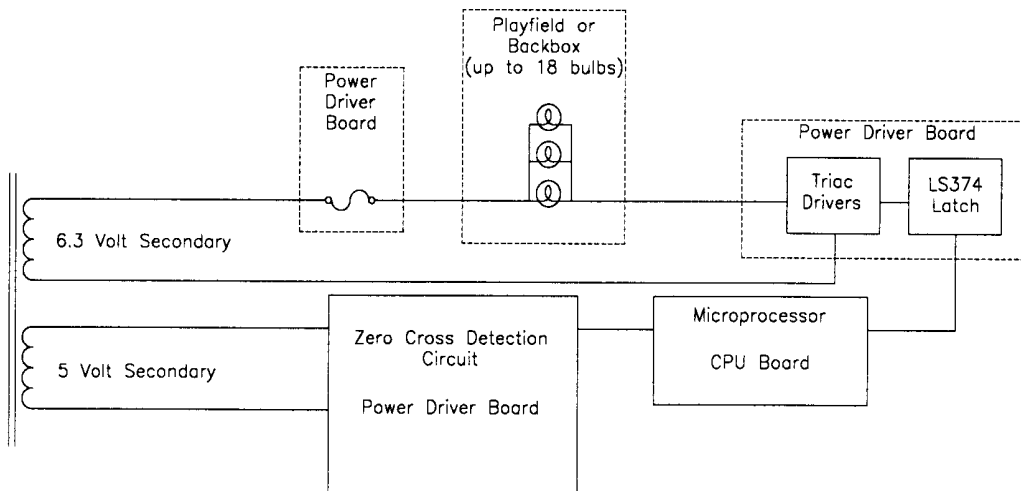 Playfield or
Backbox
(up to 18 bulbs)
Power
Driver
Board
Power Driver Board
Triac
Drivers
LS374
Latch
6.3 Volt Secondary
Microprocessor
CPU Board
Zero Cross Detection
Circuit
Power Driver Board
5 Volt Secondary